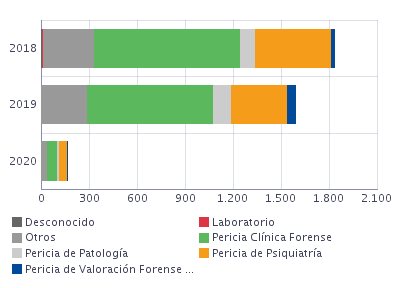 2018
2019
2020
0 300 600 900 1.200 1.500 1.800 2.100
Desconocido Laboratorio
Otros Pericia Clínica Forense
Pericia de Patología Pericia de Psiquiatría
Pericia de Valoración Forense ...